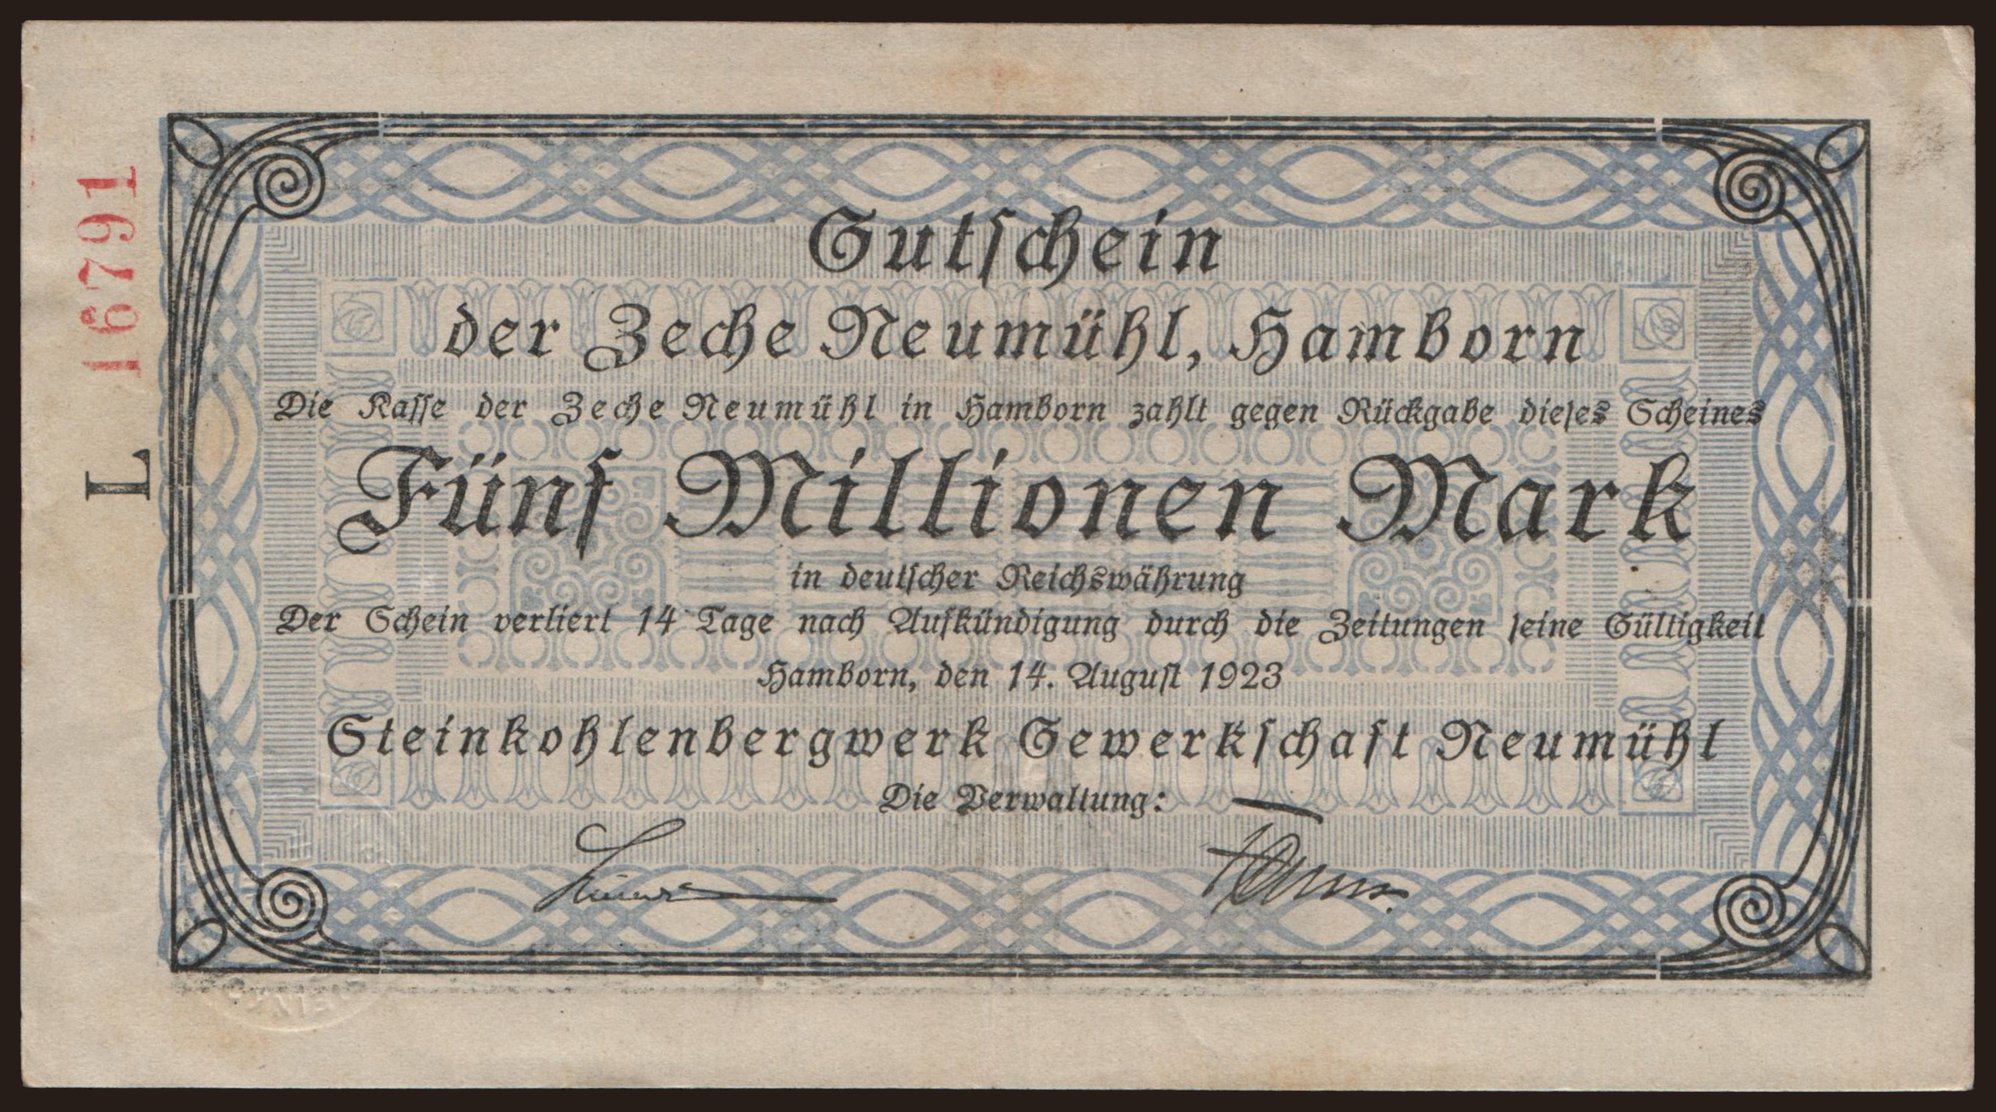 Gutschein
der Zeche Neumühl, Hamborn
Die Kasse der Zeche Neumühl in Hamborn zahlt gegen Rückgabe dieses Scheines
Fünf Millionen Mark
in deutscher Reichswährung
Der Schein verliert 14 Tage nach Aufkündigung durch die Zeitungen seine Gültigkeit
Hamborn, den 14. August 1923
Steinkohlenbergwerk Gewerkschaft Neumühl
Die Verwaltung:
L
16791